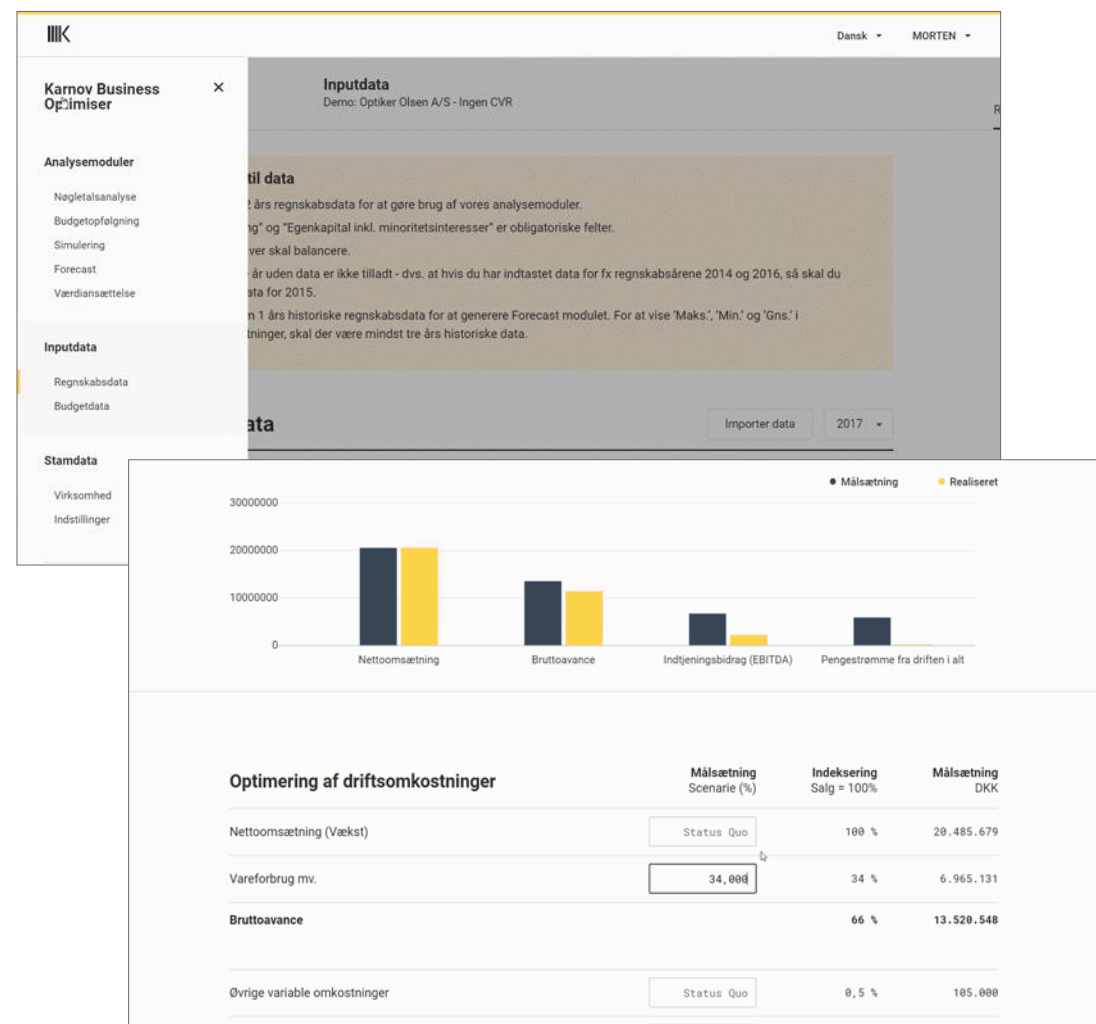 Dansk
MORTEN
Karnov Business
Optimiser
Inputdata
Demo: Optiker Olsen A/S - Ingen CVR
R
Analysemoduler
Nøgletalsanalyse
Budgetopfølgning
Simulering
Forecast
Værdiansættelse
Inputdata
Regnskabsdata
Budgetdata
Stamdata
Virksomhed
Indstillinger
til data
års regnskabsdata for at gøre brug af vores analysemoduler.
ng" og "Egenkapital inkl. minoritetsinteresser" er obligatoriske felter.
ver skal balancere.
år uden data er ikke tilladt - dvs. at hvis du har indtastet data for fx regnskabsårene 2014 og 2016, så skal du
ata for 2015.
n 1 års historiske regnskabsdata for at generere Forecast modulet. For at vise 'Maks.', 'Min.' og 'Gns.' i
tninger, skal der være mindst tre års historiske data.
ata
Importer data
2017
Målsætning
Realiseret
30000000
20000000
10000000
0
Nettoomsætning
Bruttoavance
Indtjeningsbidrag (EBITDA)
Pengestrømme fra driften i alt
Optimering af driftsomkostninger
Målsætning
Scenarie (%)
Indeksering
Salg = 100%
Målsætning
DKK
Nettoomsætning (Vækst) Status Quo 100 % 20.485.679
Vareforbrug mv. 34,000 34 % 6.965.131
Bruttoavance 66 % 13.520.548
Øvrige variable omkostninger Status Quo 0,5 % 105.000